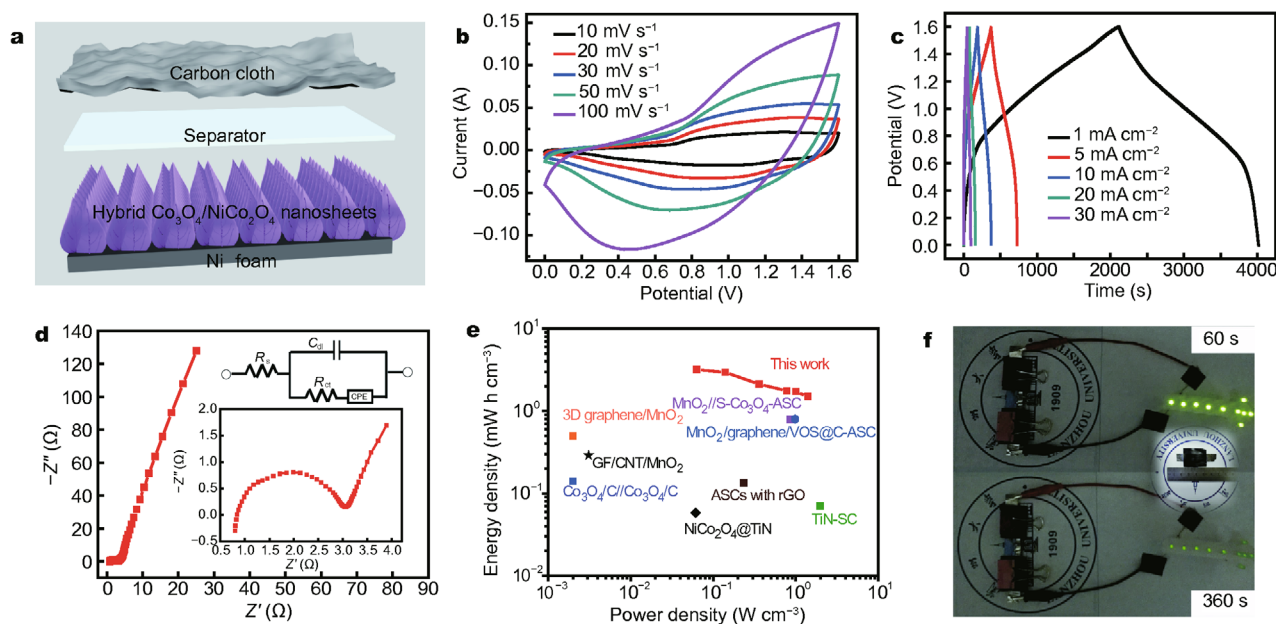 a
Carbon cloth
Separator
Hybrid Co₃O₄/NiCo₂O₄ nanosheets
Ni foam
b
10 mV s⁻¹
20 mV s⁻¹
30 mV s⁻¹
50 mV s⁻¹
100 mV s⁻¹
0.15
0.10
0.05
0.00
−0.05
−0.10
Current (A)
0.0 0.4 0.6 0.8 1.0 1.2 1.4 1.6
Potential (V)
c
1.6
1.4
1.2
1.0
0.8
0.6
0.4
0.2
0.0
Potential (V)
1 mA cm⁻²
5 mA cm⁻²
10 mA cm⁻²
20 mA cm⁻²
30 mA cm⁻²
0 1000 2000 3000 4000
Time (s)
d
140
120
100
80
60
40
20
0
−Z″ (Ω)
Cdl
Rs
Rct
CPE
2.0
1.5
1.0
0.5
0.0
−0.5
−Z″ (Ω)
0.5 1.0 1.5 2.0 2.5 3.0 3.5 4.0
Z′ (Ω)
0 10 20 30 40 50 60 70 80 90
Z′ (Ω)
e
10¹
10⁰
10⁻¹
10⁻²
Energy density (mW h cm⁻³)
This work
MnO₂//S-Co₃O₄-ASC
3D graphene/MnO₂
MnO₂/graphene/VOS@C-ASC
GF/CNT/MnO₂
Co₃O₄/C//Co₃O₄/C
ASCs with rGO
NiCo₂O₄@TiN
TiN-SC
10⁻³ 10⁻² 10⁻¹ 10⁰ 10¹
Power density (W cm⁻³)
f
60 s
UNIVERSITY
1909
UNIVERSITY
1909
360 s